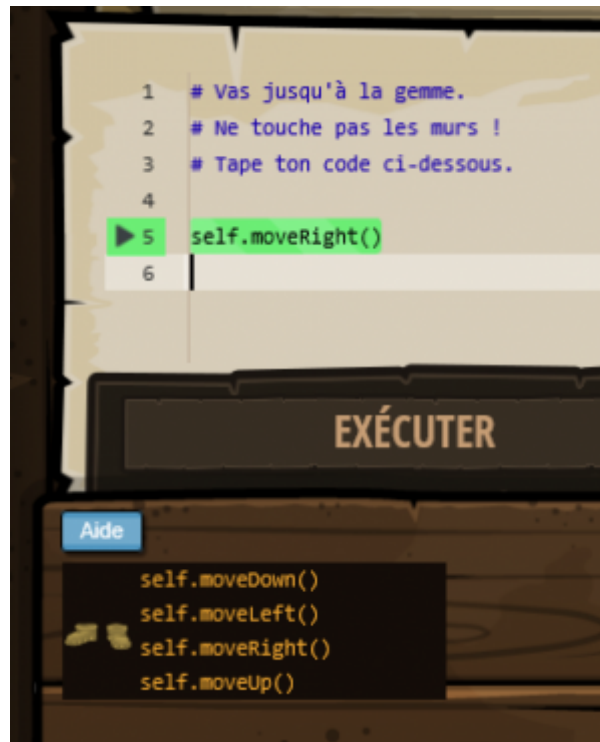 1 # Vas jusqu'à la gemme.
2 # Ne touche pas les murs !
3 # Tape ton code ci-dessous.
4
5 self.moveRight()
6
EXÉCUTER
Aide
self.moveDown()
self.moveLeft()
self.moveRight()
self.moveUp()